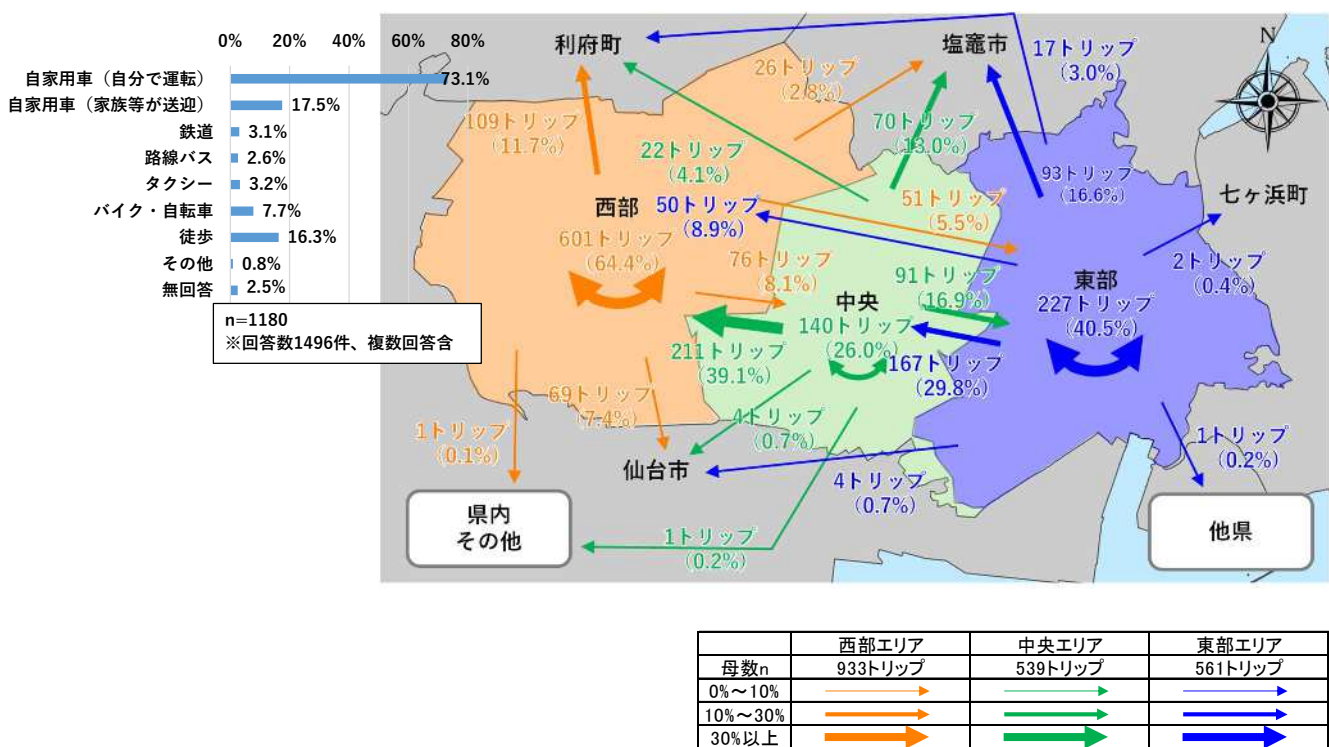 0% 20% 40% 60% 80%
自家用車（自分で運転） 73.1%
自家用車（家族等が送迎） 17.5%
鉄道 3.1%
路線バス 2.6%
タクシー 3.2%
バイク・自転車 7.7%
徒歩 16.3%
その他 0.8%
無回答 2.5%
n=1180
※回答数1496件、複数回答含
利府町
塩竈市
17トリップ
(3.0%)
N
26トリップ
(2.8%)
109トリップ
(11.7%)
70トリップ
(13.0%)
22トリップ
(4.1%)
93トリップ
(16.6%)
七ヶ浜町
西部
50トリップ
(8.9%)
51トリップ
(5.5%)
601トリップ
(64.4%)
76トリップ
(8.1%)
91トリップ
(16.9%)
東部
227トリップ
(40.5%)
2トリップ
(0.4%)
中央
140トリップ
(26.0%)
211トリップ
(39.1%)
167トリップ
(29.8%)
69トリップ
(7.4%)
4トリップ
(0.7%)
1トリップ
(0.1%)
1トリップ
(0.2%)
仙台市
4トリップ
(0.7%)
県内
その他
1トリップ
(0.2%)
他県
西部エリア 中央エリア 東部エリア
母数n 933トリップ 539トリップ 561トリップ
0%～10%
10%～30%
30%以上